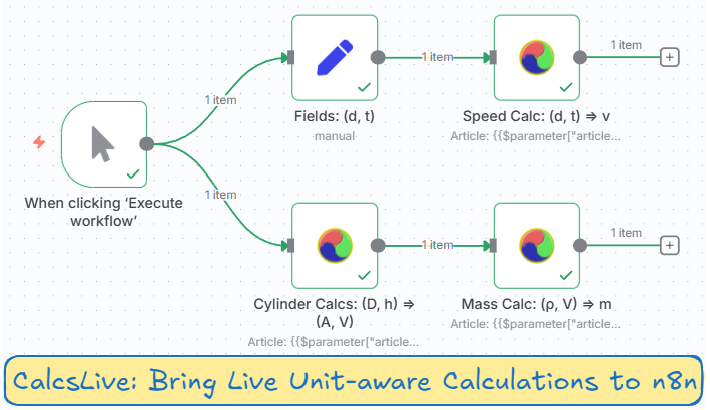 1 item
1 item
Fields: (d, t)
manual
Speed Calc: (d, t) ⇒ v
Article: {{$parameter["article...
1 item
When clicking ‘Execute
workflow’
1 item
1 item
1 item
Cylinder Calcs: (D, h) ⇒
(A, V)
Article: {{$parameter["article...
Mass Calc: (ρ, V) ⇒ m
Article: {{$parameter["article...
CalcsLive: Bring Live Unit-aware Calculations to n8n